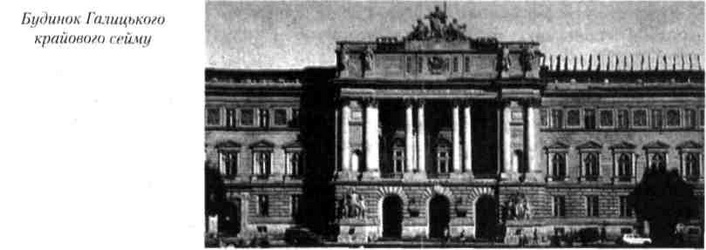 Будинок Галицького
крайового сейму